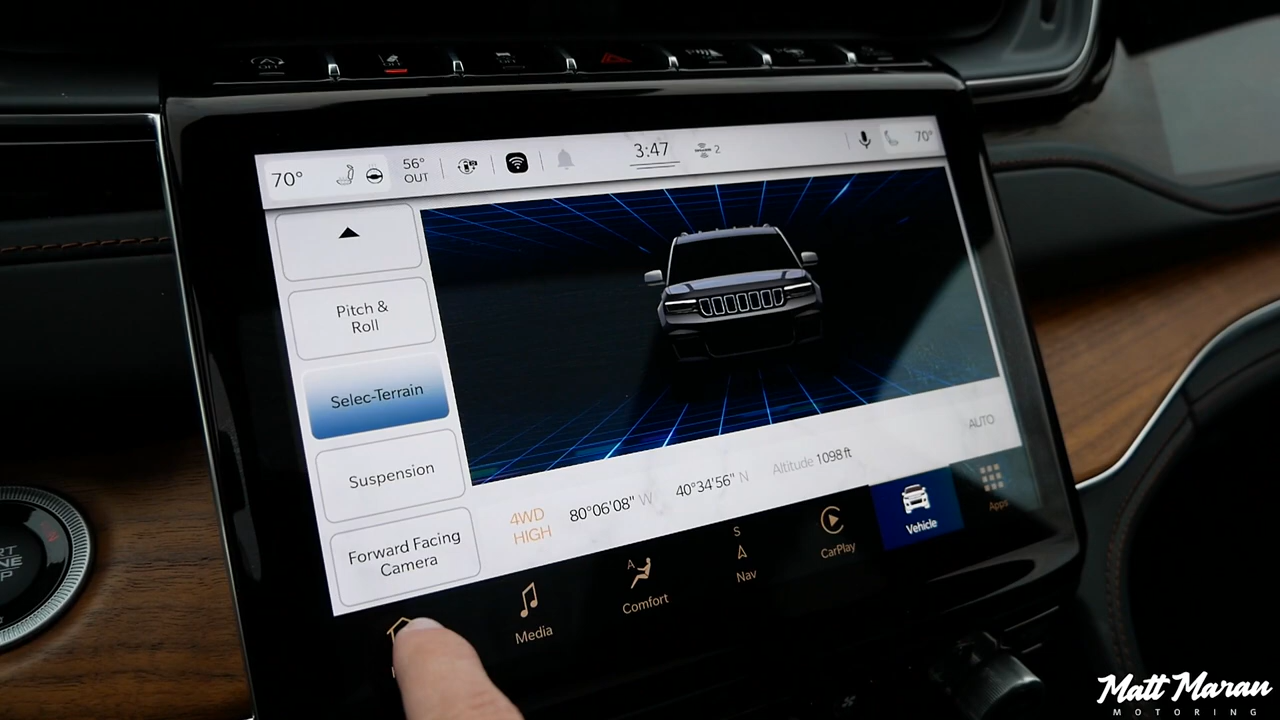 70°
56°
OUT
3:47
2
70°
Pitch &
Roll
Selec-Terrain
Suspension
Forward Facing
Camera
4WD
HIGH
80°06'08" W
40°34'56" N
Altitude 1098 ft
AUTO
Media
A
Comfort
S
Nav
CarPlay
Vehicle
Apps
Matt Maran
MOTORING